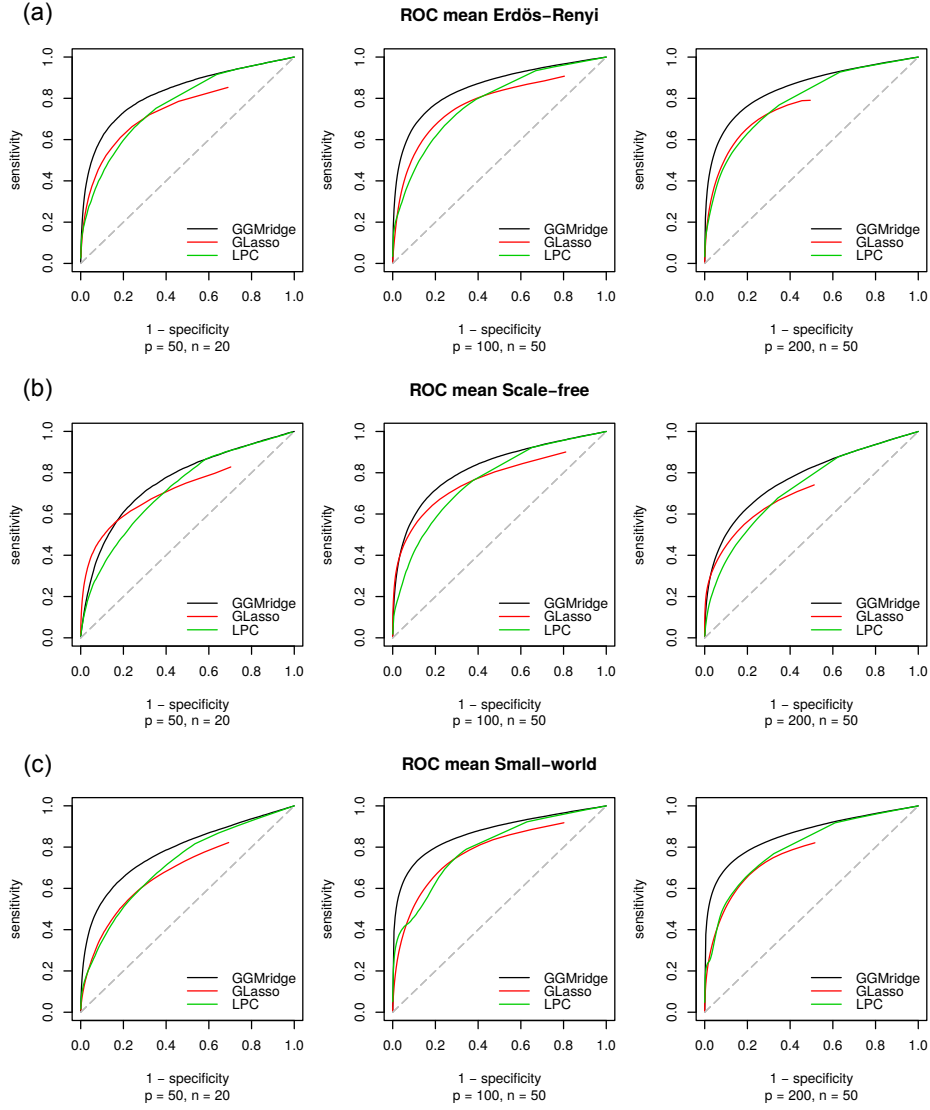 (a)
ROC mean Erdös−Renyi
sensitivity
0.0 0.2 0.4 0.6 0.8 1.0
GGMridge
GLasso
LPC
0.0 0.2 0.4 0.6 0.8 1.0
1 − specificity
p = 50, n = 20
sensitivity
0.0 0.2 0.4 0.6 0.8 1.0
GGMridge
GLasso
LPC
0.0 0.2 0.4 0.6 0.8 1.0
1 − specificity
p = 100, n = 50
sensitivity
0.0 0.2 0.4 0.6 0.8 1.0
GGMridge
GLasso
LPC
0.0 0.2 0.4 0.6 0.8 1.0
1 − specificity
p = 200, n = 50
(b)
ROC mean Scale−free
sensitivity
0.0 0.2 0.4 0.6 0.8 1.0
GGMridge
GLasso
LPC
0.0 0.2 0.4 0.6 0.8 1.0
1 − specificity
p = 50, n = 20
sensitivity
0.0 0.2 0.4 0.6 0.8 1.0
GGMridge
GLasso
LPC
0.0 0.2 0.4 0.6 0.8 1.0
1 − specificity
p = 100, n = 50
sensitivity
0.0 0.2 0.4 0.6 0.8 1.0
GGMridge
GLasso
LPC
0.0 0.2 0.4 0.6 0.8 1.0
1 − specificity
p = 200, n = 50
(c)
ROC mean Small−world
sensitivity
0.0 0.2 0.4 0.6 0.8 1.0
GGMridge
GLasso
LPC
0.0 0.2 0.4 0.6 0.8 1.0
1 − specificity
p = 50, n = 20
sensitivity
0.0 0.2 0.4 0.6 0.8 1.0
GGMridge
GLasso
LPC
0.0 0.2 0.4 0.6 0.8 1.0
1 − specificity
p = 100, n = 50
sensitivity
0.0 0.2 0.4 0.6 0.8 1.0
GGMridge
GLasso
LPC
0.0 0.2 0.4 0.6 0.8 1.0
1 − specificity
p = 200, n = 50